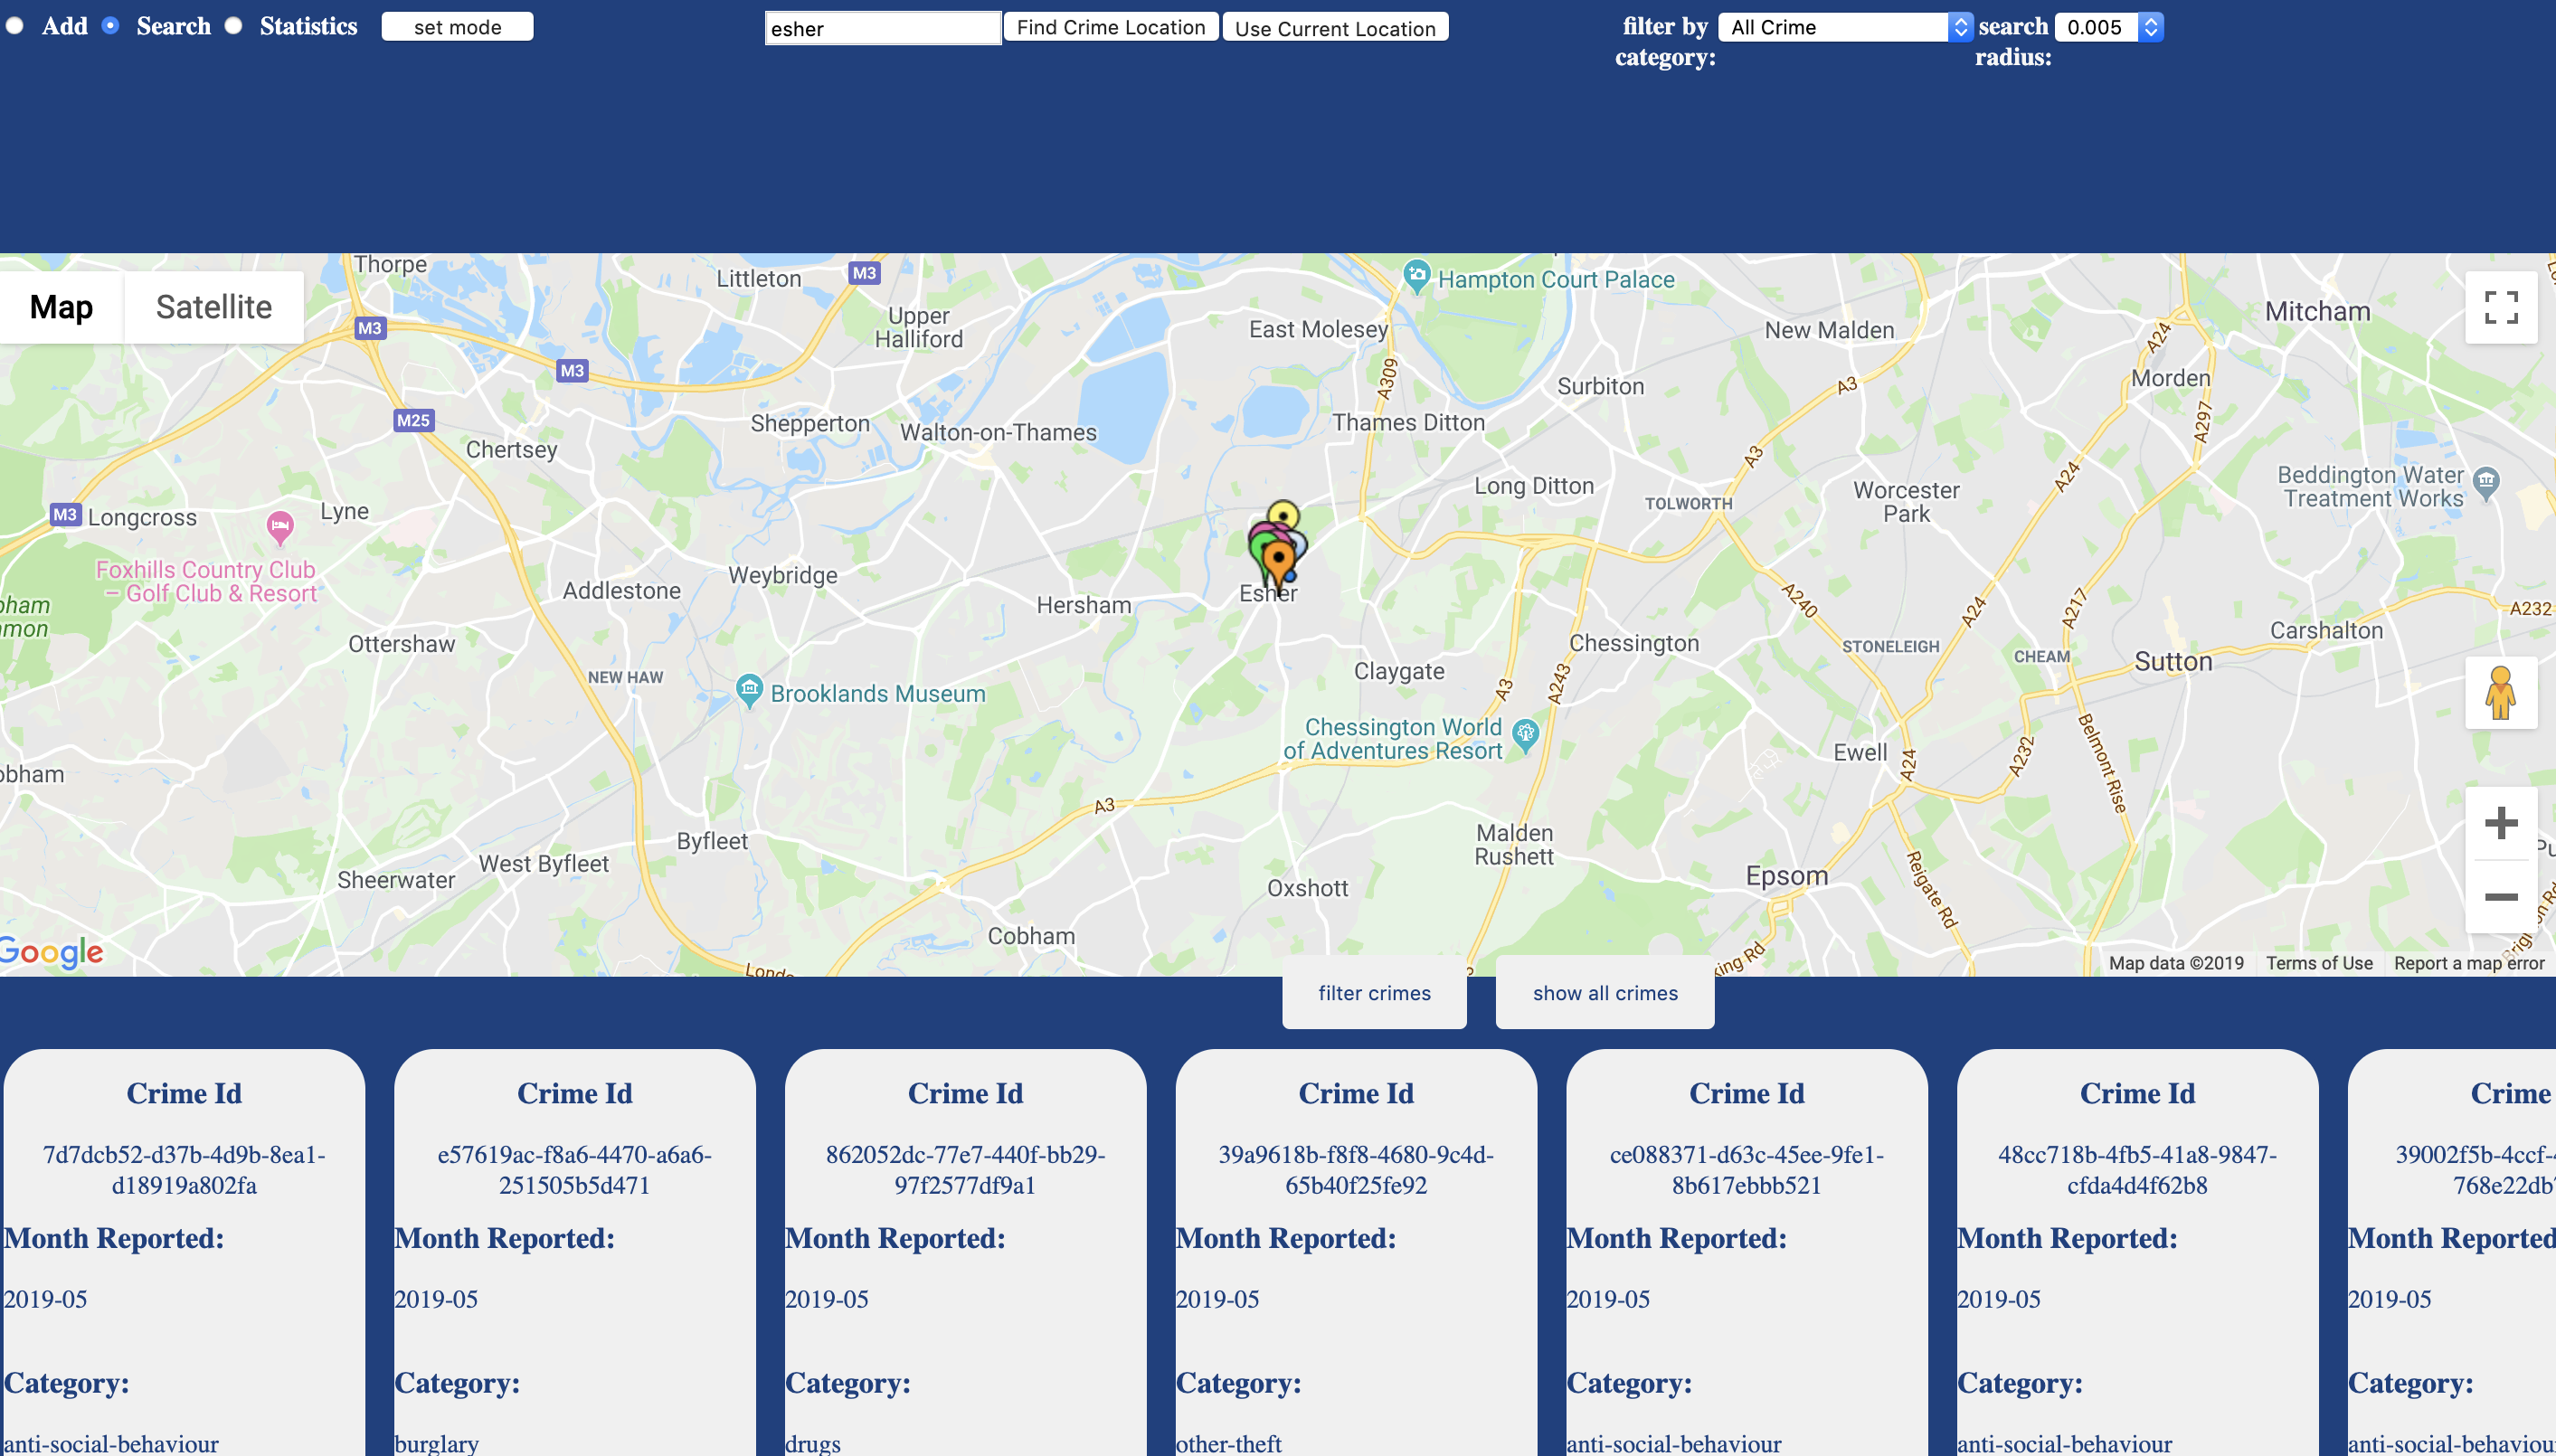 Add Search Statistics set mode
esher Find Crime Location Use Current Location
filter by
category:
All Crime
search
radius:
0.005
Map Satellite
Thorpe
Littleton
M3
Hampton Court Palace
Upper
Halliford
East Molesey
New Malden
Mitcham
M3
M3
A309
Surbiton
A3
A24
Morden
M25
Chertsey
Shepperton
Walton-on-Thames
Thames Ditton
A297
A3
Long Ditton
TOLWORTH
Worcester
Park
A24
Beddington Water
Treatment Works
M3
Longcross
Lyne
Foxhills Country Club
– Golf Club & Resort
Addlestone
Weybridge
Hersham
Esher
A240
A24
A217
A232
Ottershaw
NEW HAW
Brooklands Museum
Claygate
Chessington
STONELEIGH
CHEAM
Sutton
Carshalton
A3
A243
Chessington World
of Adventures Resort
Ewell
A24
A232
Belmont Rise
A3
Byfleet
West Byfleet
Sheerwater
Malden
Rushett
Oxshott
Epsom
Reigate Rd
Cobham
Google
Map data ©2019 Terms of Use Report a map error
filter crimes show all crimes
Crime Id
7d7dcb52-d37b-4d9b-8ea1-
d18919a802fa
Month Reported:
2019-05
Category:
anti-social-behaviour
Crime Id
e57619ac-f8a6-4470-a6a6-
251505b5d471
Month Reported:
2019-05
Category:
burglary
Crime Id
862052dc-77e7-440f-bb29-
97f2577df9a1
Month Reported:
2019-05
Category:
drugs
Crime Id
39a9618b-f8f8-4680-9c4d-
65b40f25fe92
Month Reported:
2019-05
Category:
other-theft
Crime Id
ce088371-d63c-45ee-9fe1-
8b617ebbb521
Month Reported:
2019-05
Category:
anti-social-behaviour
Crime Id
48cc718b-4fb5-41a8-9847-
cfda4d4f62b8
Month Reported:
2019-05
Category:
anti-social-behaviour
Crime
39002f5b-4ccf-
768e22db
Month Reported
2019-05
Category:
anti-social-behaviou